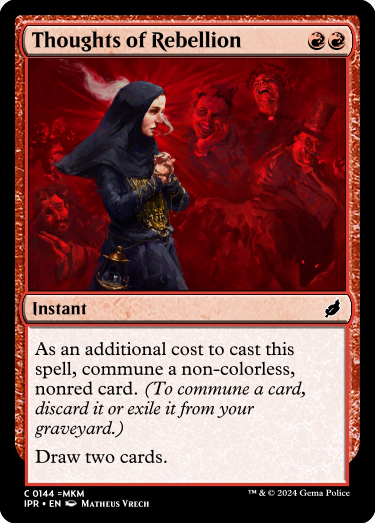 Thoughts of Rebellion
Instant
As an additional cost to cast this
spell, commune a non-colorless,
nonred card. (To commune a card,
discard it or exile it from your
graveyard.)
Draw two cards.
C 0144 =MKM
IPR • EN Matheus Vrech
™ & © 2024 Gema Police